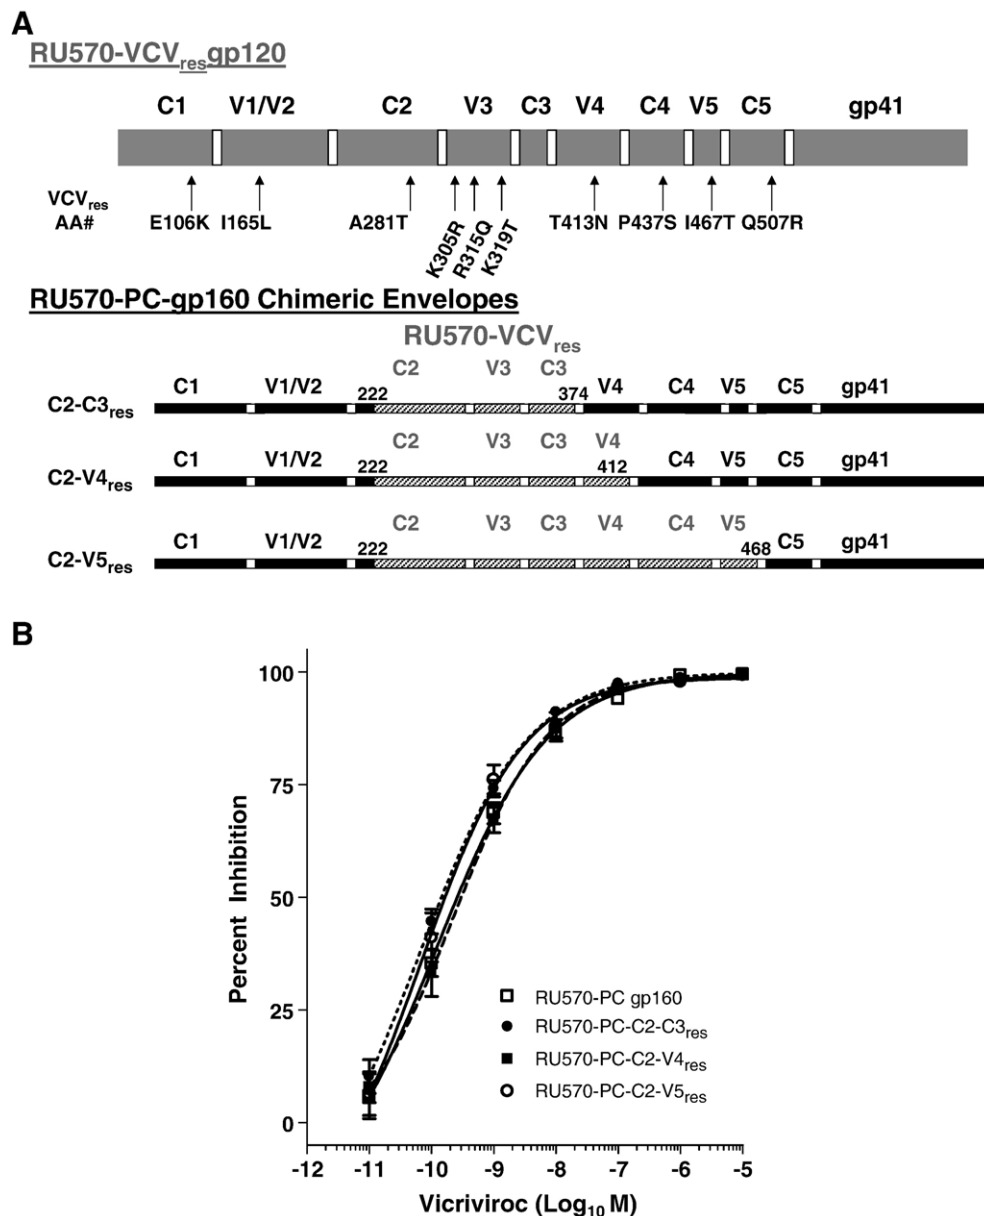 A
RU570-VCVres gp120
C1 V1/V2 C2 V3 C3 V4 C4 V5 C5 gp41
VCVres
AA#
E106K I165L A281T K305R R315Q K319T T413N P437S I467T Q507R
RU570-PC-gp160 Chimeric Envelopes
RU570-VCVres
C2 V3 C3
C1 V1/V2 222 374 V4 C4 V5 C5 gp41
C2-C3res
C2 V3 C3 V4
C1 V1/V2 222 412 C4 V5 C5 gp41
C2-V4res
C2 V3 C3 V4 C4 V5
C1 V1/V2 222 468 C5 gp41
C2-V5res
B
Percent Inhibition
100
75
50
25
0
RU570-PC gp160
RU570-PC-C2-C3res
RU570-PC-C2-V4res
RU570-PC-C2-V5res
-12 -11 -10 -9 -8 -7 -6 -5
Vicriviroc (Log10 M)